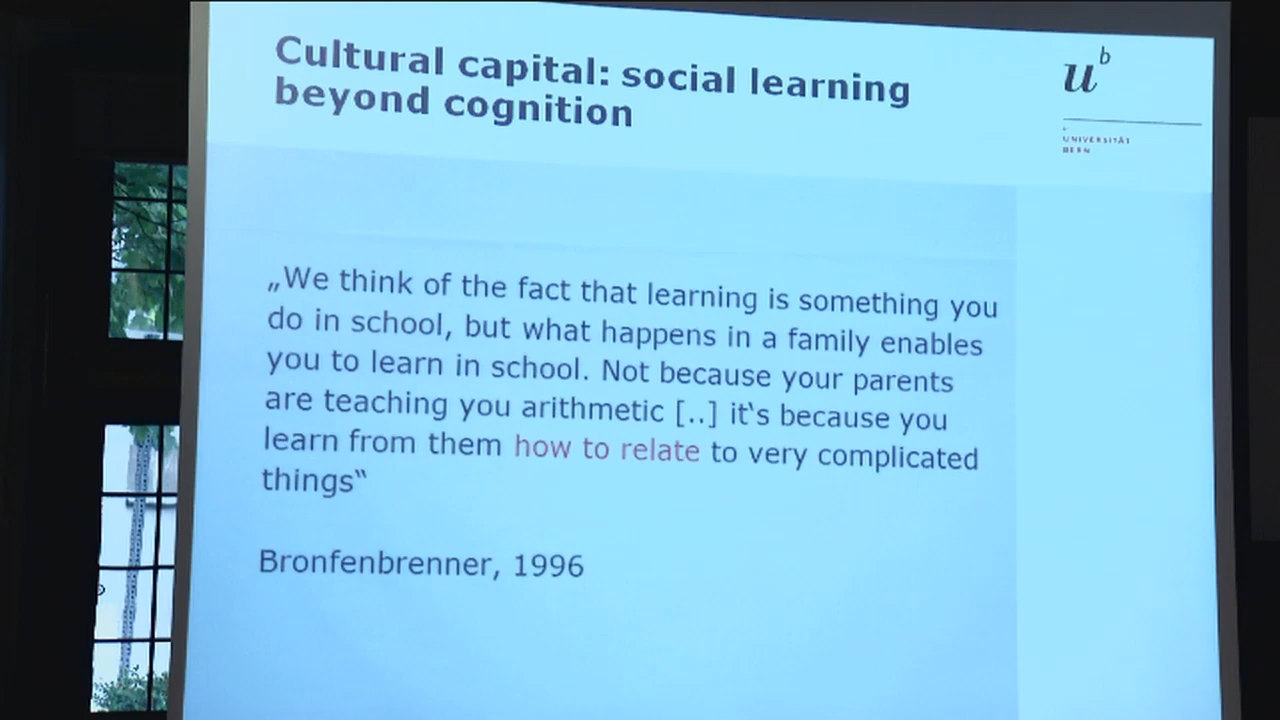 Cultural capital: social learning
beyond cognition
u b
UNIVERSITÄT
BERN
„We think of the fact that learning is something you
do in school, but what happens in a family enables
you to learn in school. Not because your parents
are teaching you arithmetic [..] it‘s because you
learn from them how to relate to very complicated
things“
Bronfenbrenner, 1996